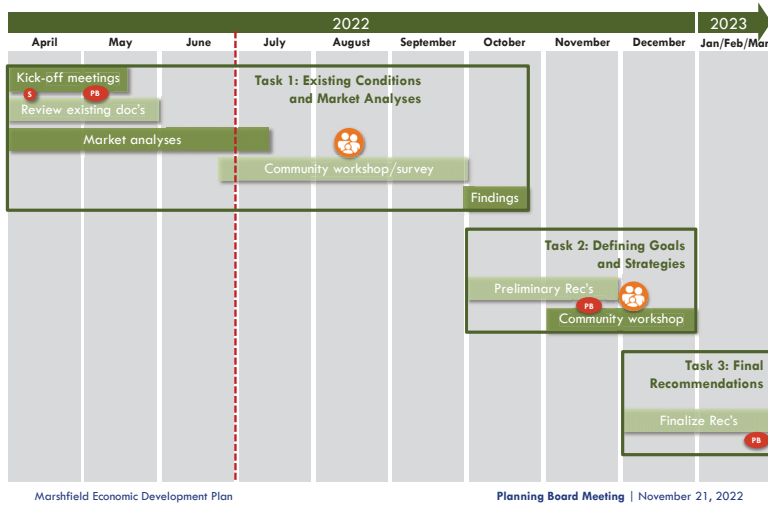 2022
2023
April
May
June
July
August
September
October
November
December
Jan/Feb/Mar
Kick-off meetings
Task 1: Existing Conditions
and Market Analyses
S
PB
Review existing doc's
Market analyses
Community workshop/survey
Findings
Task 2: Defining Goals
and Strategies
Preliminary Rec's
PB
Community workshop
Task 3: Final
Recommendations
Finalize Rec's
PB
Marshfield Economic Development Plan
Planning Board Meeting | November 21, 2022